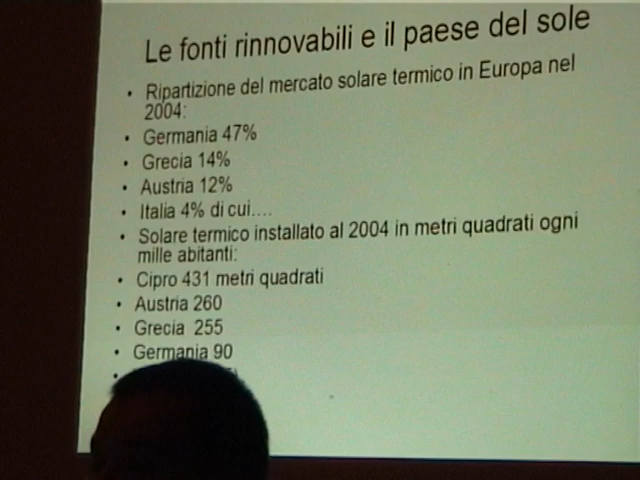 Le fonti rinnovabili e il paese del sole
• Ripartizione del mercato solare termico in Europa nel
2004:
• Germania 47%
• Grecia 14%
• Austria 12%
• Italia 4% di cui....
• Solare termico installato al 2004 in metri quadrati ogni
mille abitanti:
• Cipro 431 metri quadrati
• Austria 260
• Grecia 255
• Germania 90